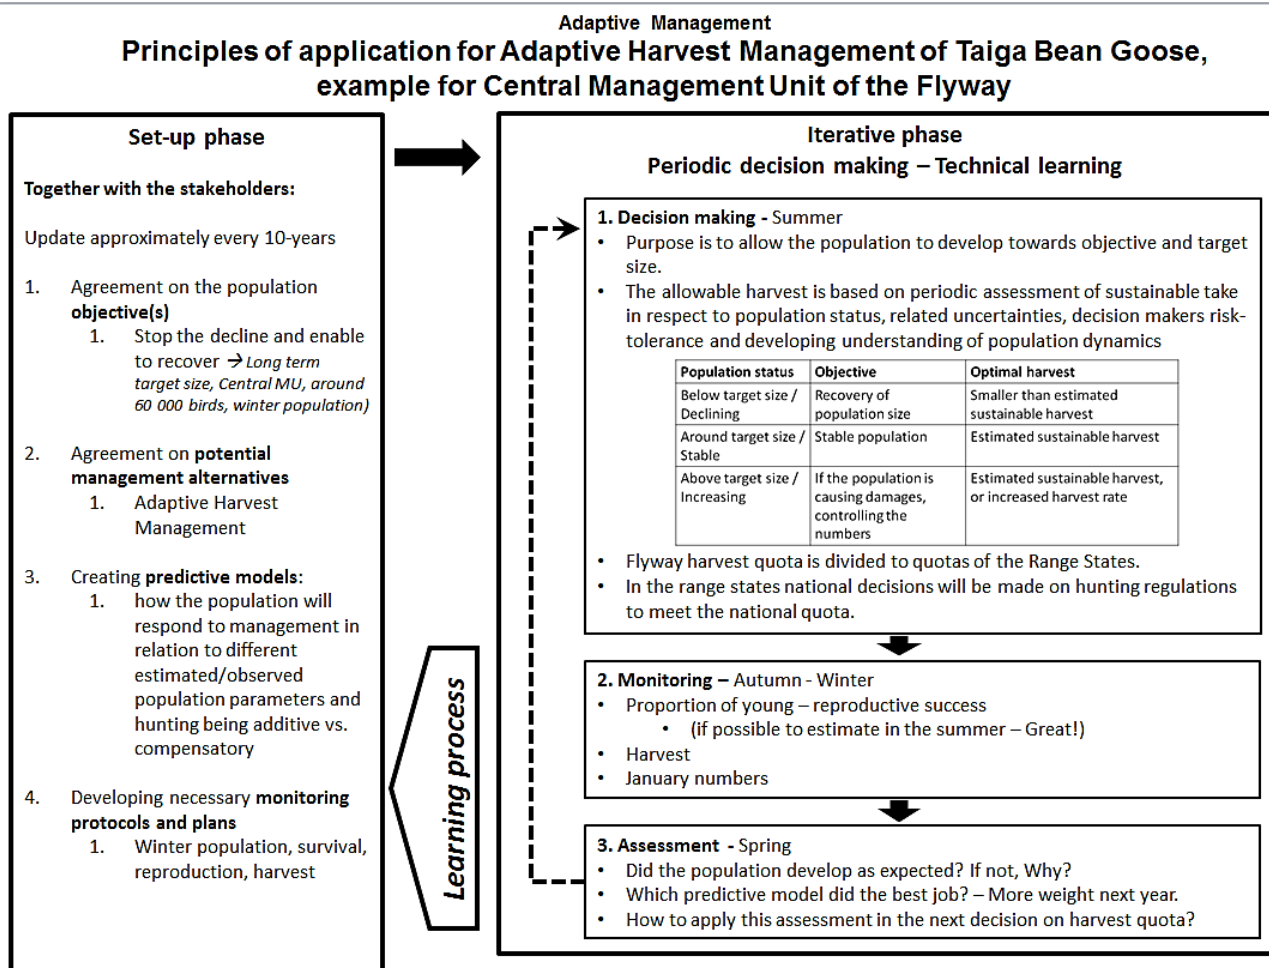 Adaptive Management
Principles of application for Adaptive Harvest Management of Taiga Bean Goose,
example for Central Management Unit of the Flyway
Set-up phase
Together with the stakeholders:
Update approximately every 10-years
1. Agreement on the population
objective(s)
1. Stop the decline and enable
to recover → Long term
target size, Central MU, around
60 000 birds, winter population)
2. Agreement on potential
management alternatives
1. Adaptive Harvest
Management
3. Creating predictive models:
1. how the population will
respond to management in
relation to different
estimated/observed
population parameters and
hunting being additive vs.
compensatory
4. Developing necessary monitoring
protocols and plans
1. Winter population, survival,
reproduction, harvest
Learning process
Iterative phase
Periodic decision making – Technical learning
1. Decision making - Summer
• Purpose is to allow the population to develop towards objective and target
size.
• The allowable harvest is based on periodic assessment of sustainable take
in respect to population status, related uncertainties, decision makers risk-
tolerance and developing understanding of population dynamics
Population status Objective Optimal harvest
Below target size / Recovery of Smaller than estimated
Declining population size sustainable harvest
Around target size / Stable population Estimated sustainable harvest
Stable
Above target size / If the population is Estimated sustainable harvest,
Increasing causing damages, or increased harvest rate
controlling the
numbers
• Flyway harvest quota is divided to quotas of the Range States.
• In the range states national decisions will be made on hunting regulations
to meet the national quota.
2. Monitoring – Autumn - Winter
• Proportion of young – reproductive success
• (if possible to estimate in the summer – Great!)
• Harvest
• January numbers
3. Assessment - Spring
• Did the population develop as expected? If not, Why?
• Which predictive model did the best job? – More weight next year.
• How to apply this assessment in the next decision on harvest quota?